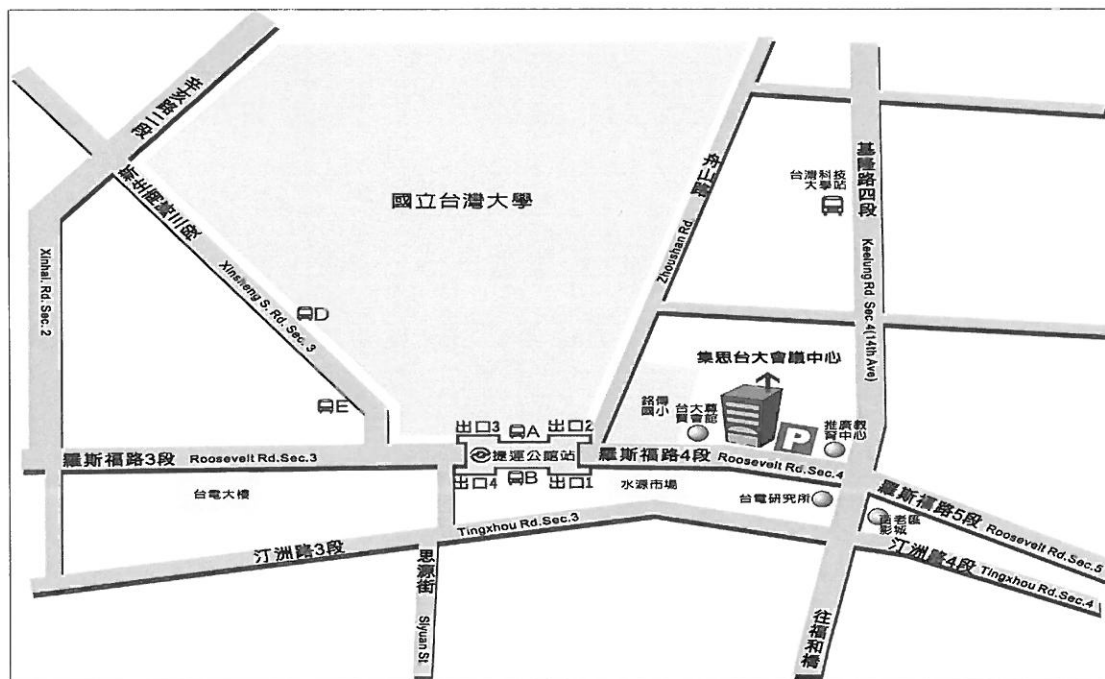 辛亥路二段
新生南路三段
國立台灣大學
舟山路
台灣科技
大學站
基隆路四段
Xinhai. Rd. Sec. 2
Xinsheng S. Rd. Sec. 3
Zhoushan Rd.
Keelung Rd. Sec.4(14th Ave)
D
E
集思台大會議中心
銘傳
國小
台大尊
賢會館
P
推廣教
育中心
出口3
A
出口2
羅斯福路3段 Roosevelt Rd.Sec.3
捷運公館站
羅斯福路4段 Roosevelt Rd.Sec.4
出口4
B
出口1
台電大樓
水源市場
台電研究所
羅斯福路5段 Roosevelt Rd.Sec.5
影城
汀洲路3段 Tingxhou Rd.Sec.3
汀洲路4段 Tingxhou Rd.Sec.4
思源街
Siyuan St.
往福和橋